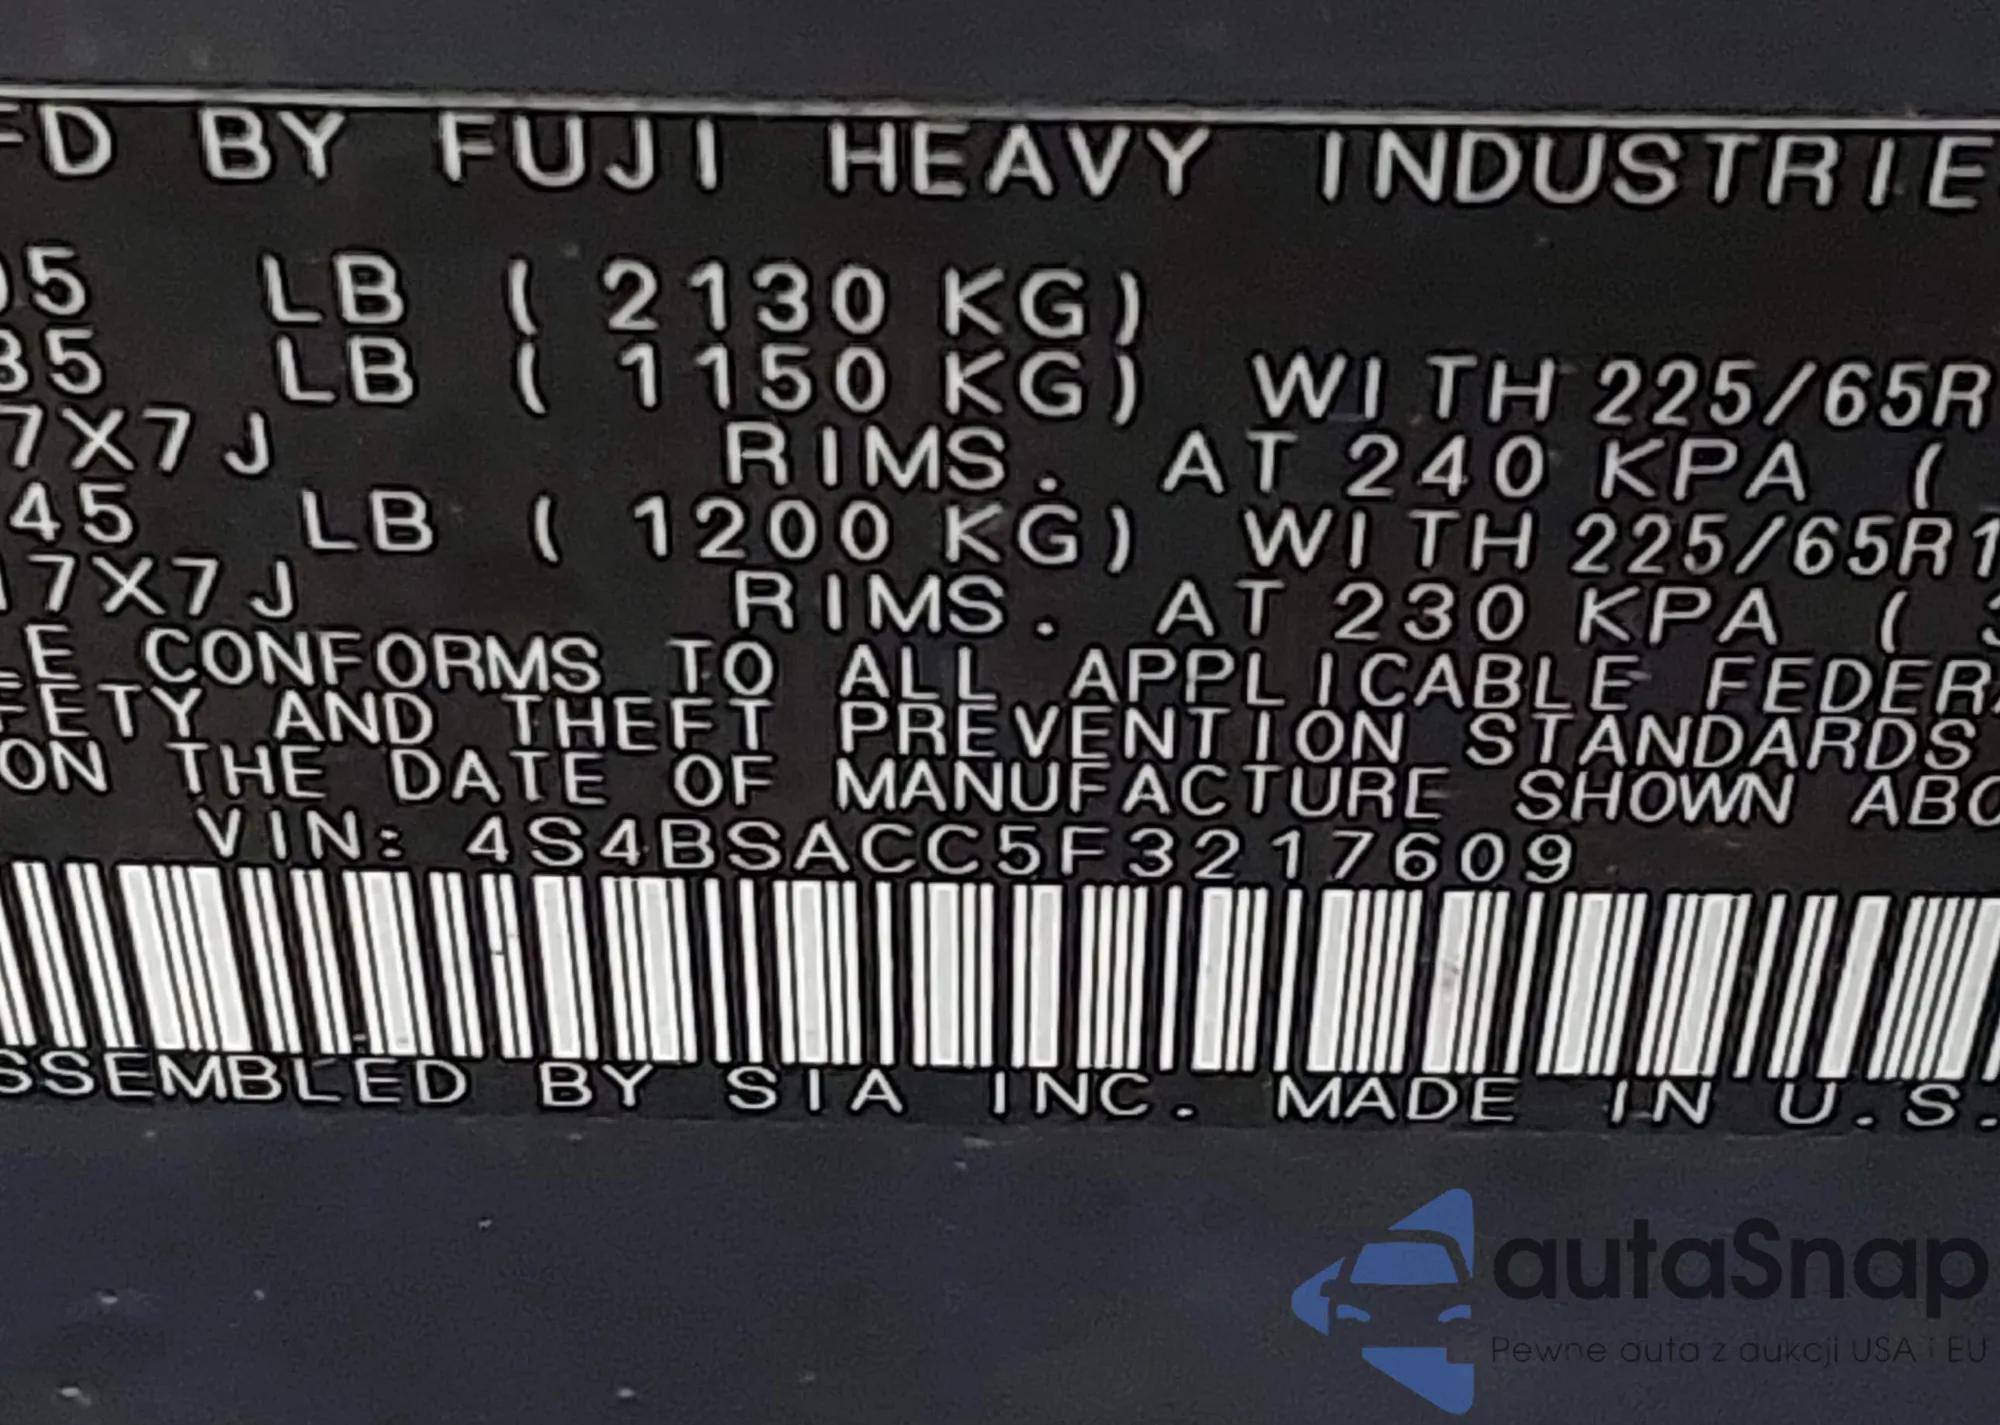 FD BY FUJI HEAVY INDUSTRIE
05 LB ( 2130 KG)
35 LB ( 1150 KG) WITH 225/65R
7X7J RIMS. AT 240 KPA (
45 LB ( 1200 KG) WITH 225/65R1
17X7J RIMS. AT 230 KPA ( 3
LE CONFORMS TO ALL APPLICABLE FEDERA
FETY AND THEFT PREVENTION STANDARDS
ON THE DATE OF MANUFACTURE SHOWN ABO
VIN: 4S4BSACC5F3217609
SSEMBLED BY SIA INC. MADE IN U.S.
autaSnap
Pewne auta z aukcji USA i EU